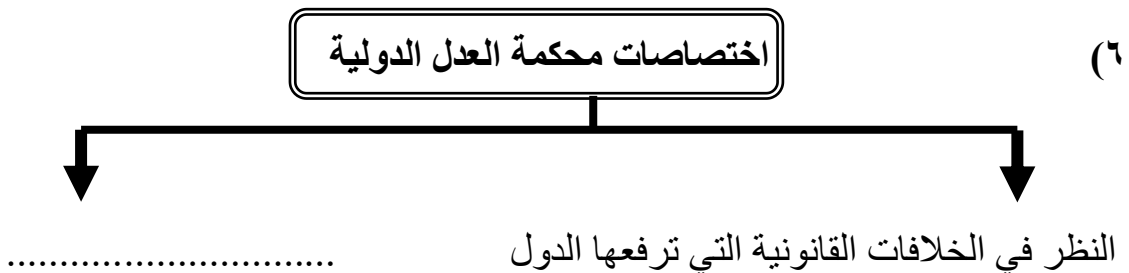 ٦)
اختصاصات محكمة العدل الدولية
النظر في الخلافات القانونية التي ترفعها الدول ...............................